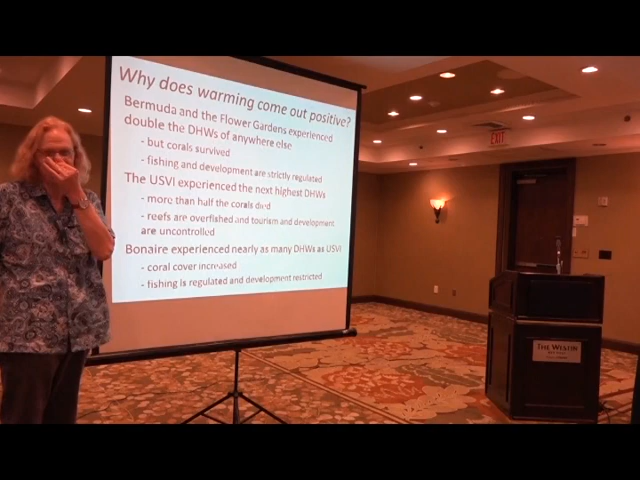 Why does warming come out positive?
Bermuda and the Flower Gardens experienced
double the DHWs of anywhere else
- but corals survived
- fishing and development are strictly regulated
The USVI experienced the next highest DHWs
- more than half the corals died
- reefs are overfished and tourism and development
are uncontrolled
Bonaire experienced nearly as many DHWs as USVI
- coral cover increased
- fishing is regulated and development restricted
EXIT
THE WESTIN